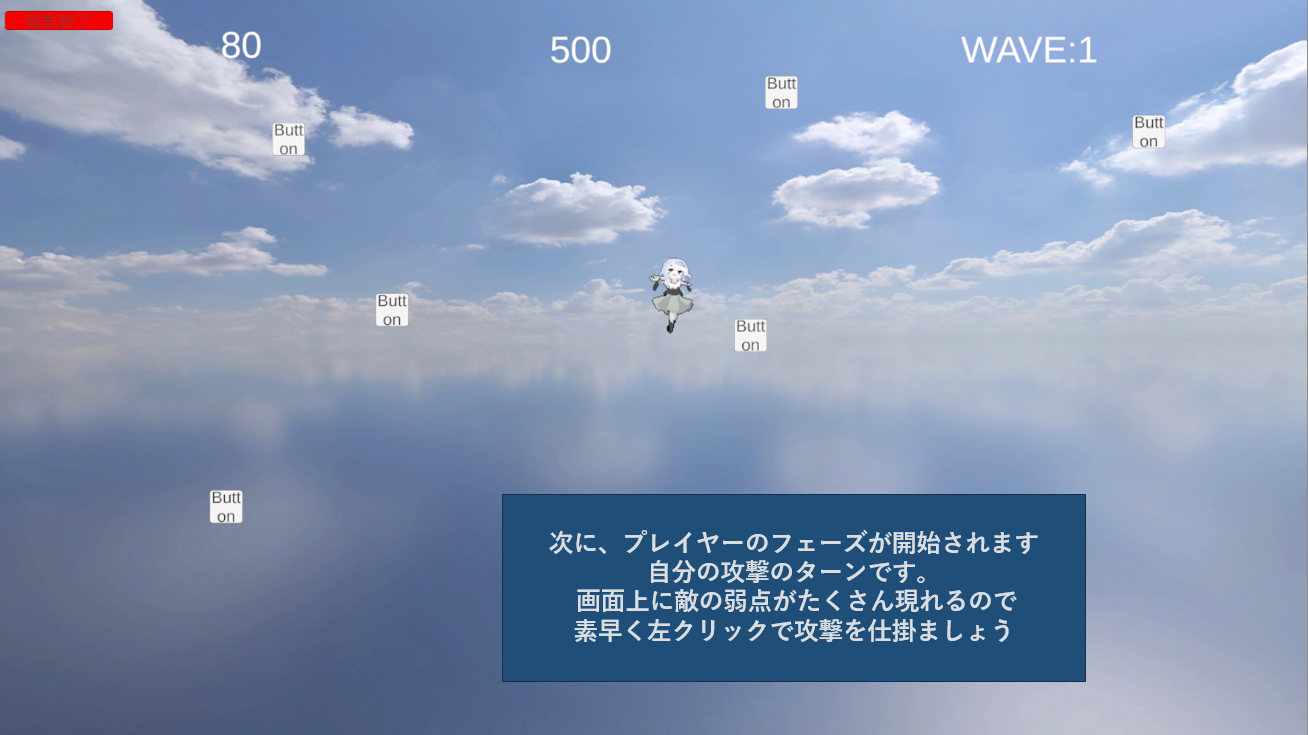 80
500
WAVE:1
Butt
on
Butt
on
Butt
on
Butt
on
Butt
on
Butt
on
次に、プレイヤーのフェーズが開始されます
自分の攻撃のターンです。
画面上に敵の弱点がたくさん現れるので
素早く左クリックで攻撃を仕掛ましょう